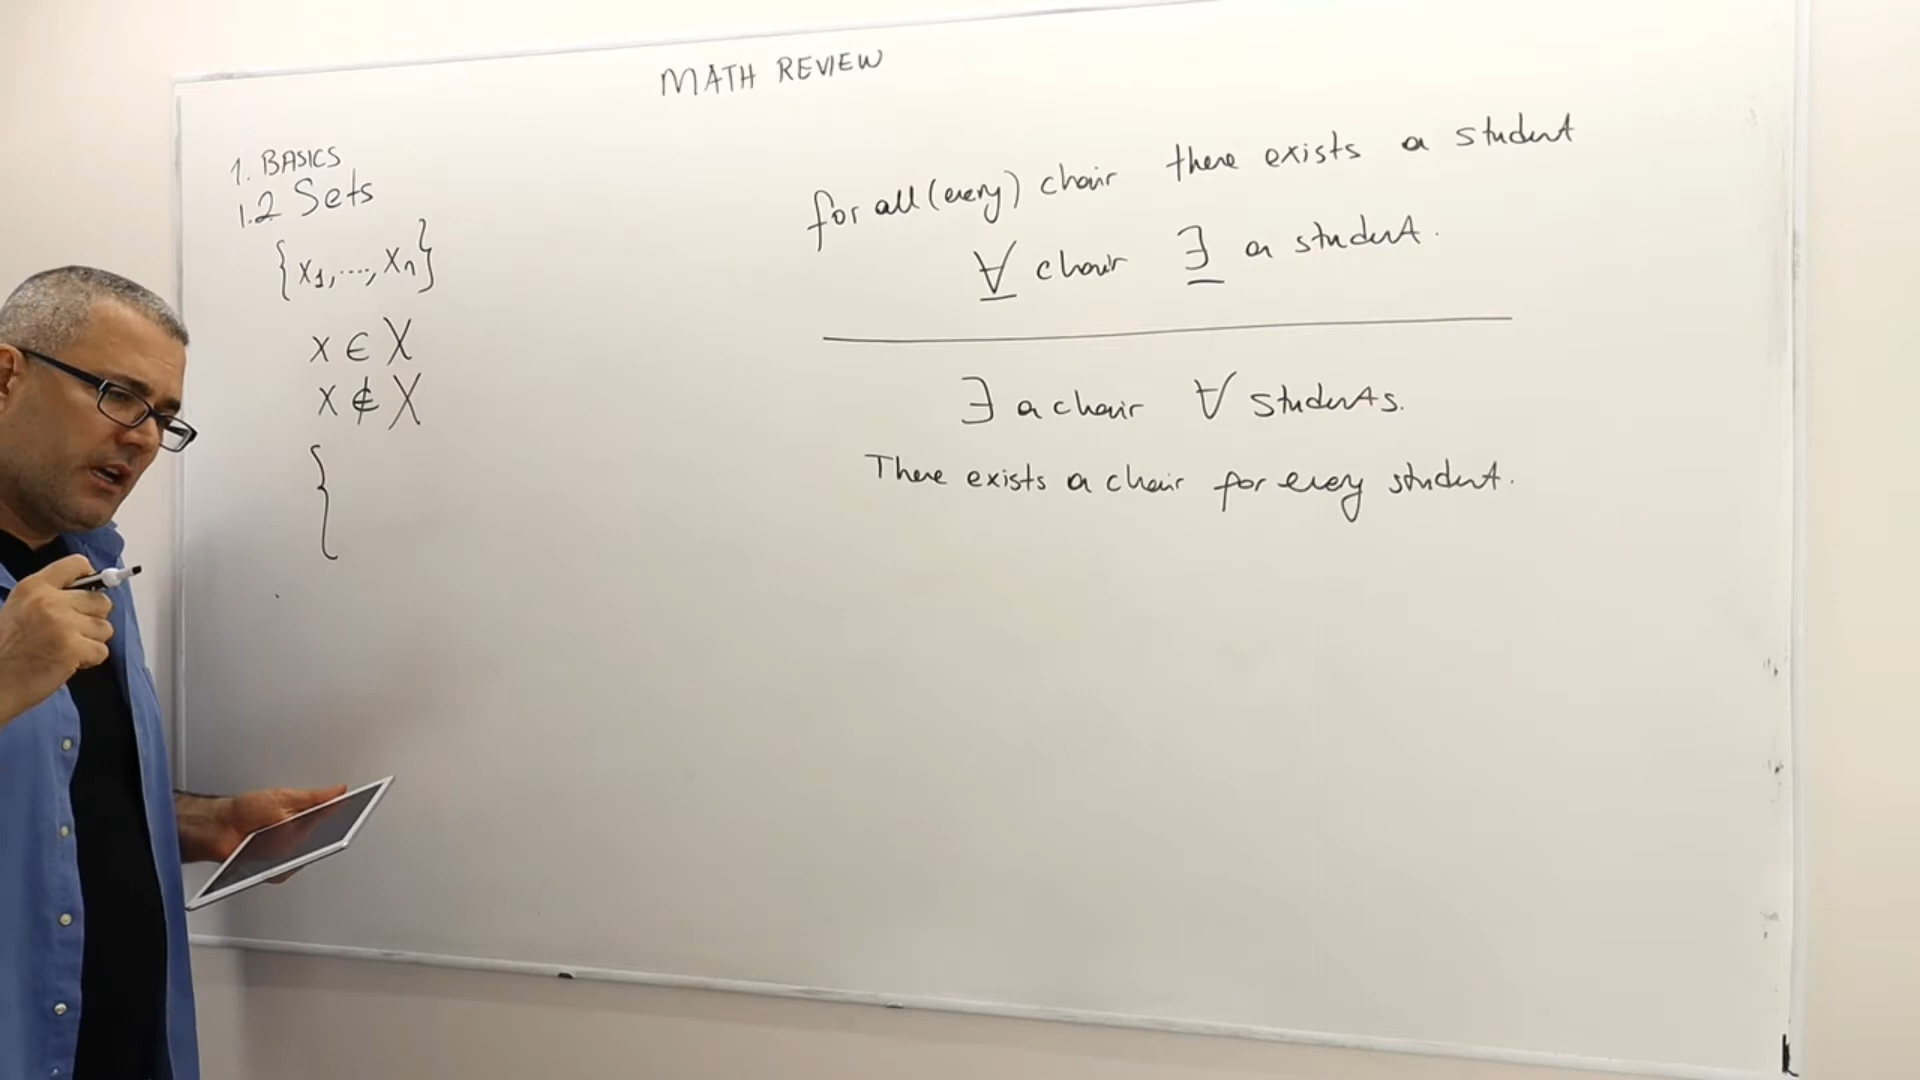 MATH REVIEW
1. BASICS
1.2 Sets
{x₁,....,xₙ}
x ∈ X
x ∉ X
{
for all (every) chair there exists a student
∀ chair ∃ a student.
∃ a chair ∀ students.
There exists a chair for every student.